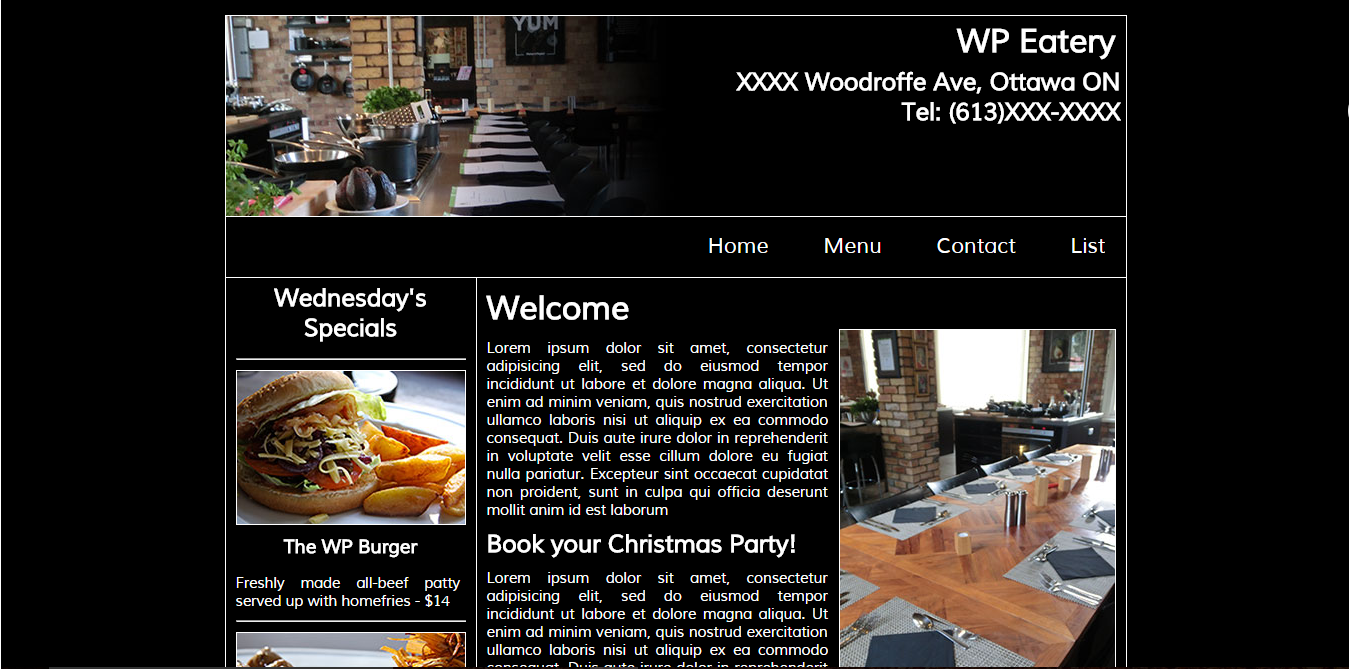 YUM
WP Eatery
XXXX Woodroffe Ave, Ottawa ON
Tel: (613)XXX-XXXX
Home Menu Contact List
Wednesday's
Specials
The WP Burger
Freshly made all-beef patty
served up with homefries - $14
Welcome
Lorem ipsum dolor sit amet, consectetur
adipisicing elit, sed do eiusmod tempor
incididunt ut labore et dolore magna aliqua. Ut
enim ad minim veniam, quis nostrud exercitation
ullamco laboris nisi ut aliquip ex ea commodo
consequat. Duis aute irure dolor in reprehenderit
in voluptate velit esse cillum dolore eu fugiat
nulla pariatur. Excepteur sint occaecat cupidatat
non proident, sunt in culpa qui officia deserunt
mollit anim id est laborum
Book your Christmas Party!
Lorem ipsum dolor sit amet, consectetur
adipisicing elit, sed do eiusmod tempor
incididunt ut labore et dolore magna aliqua. Ut
enim ad minim veniam, quis nostrud exercitation
ullamco laboris nisi ut aliquip ex ea commodo
consequat. Duis aute irure dolor in reprehenderit